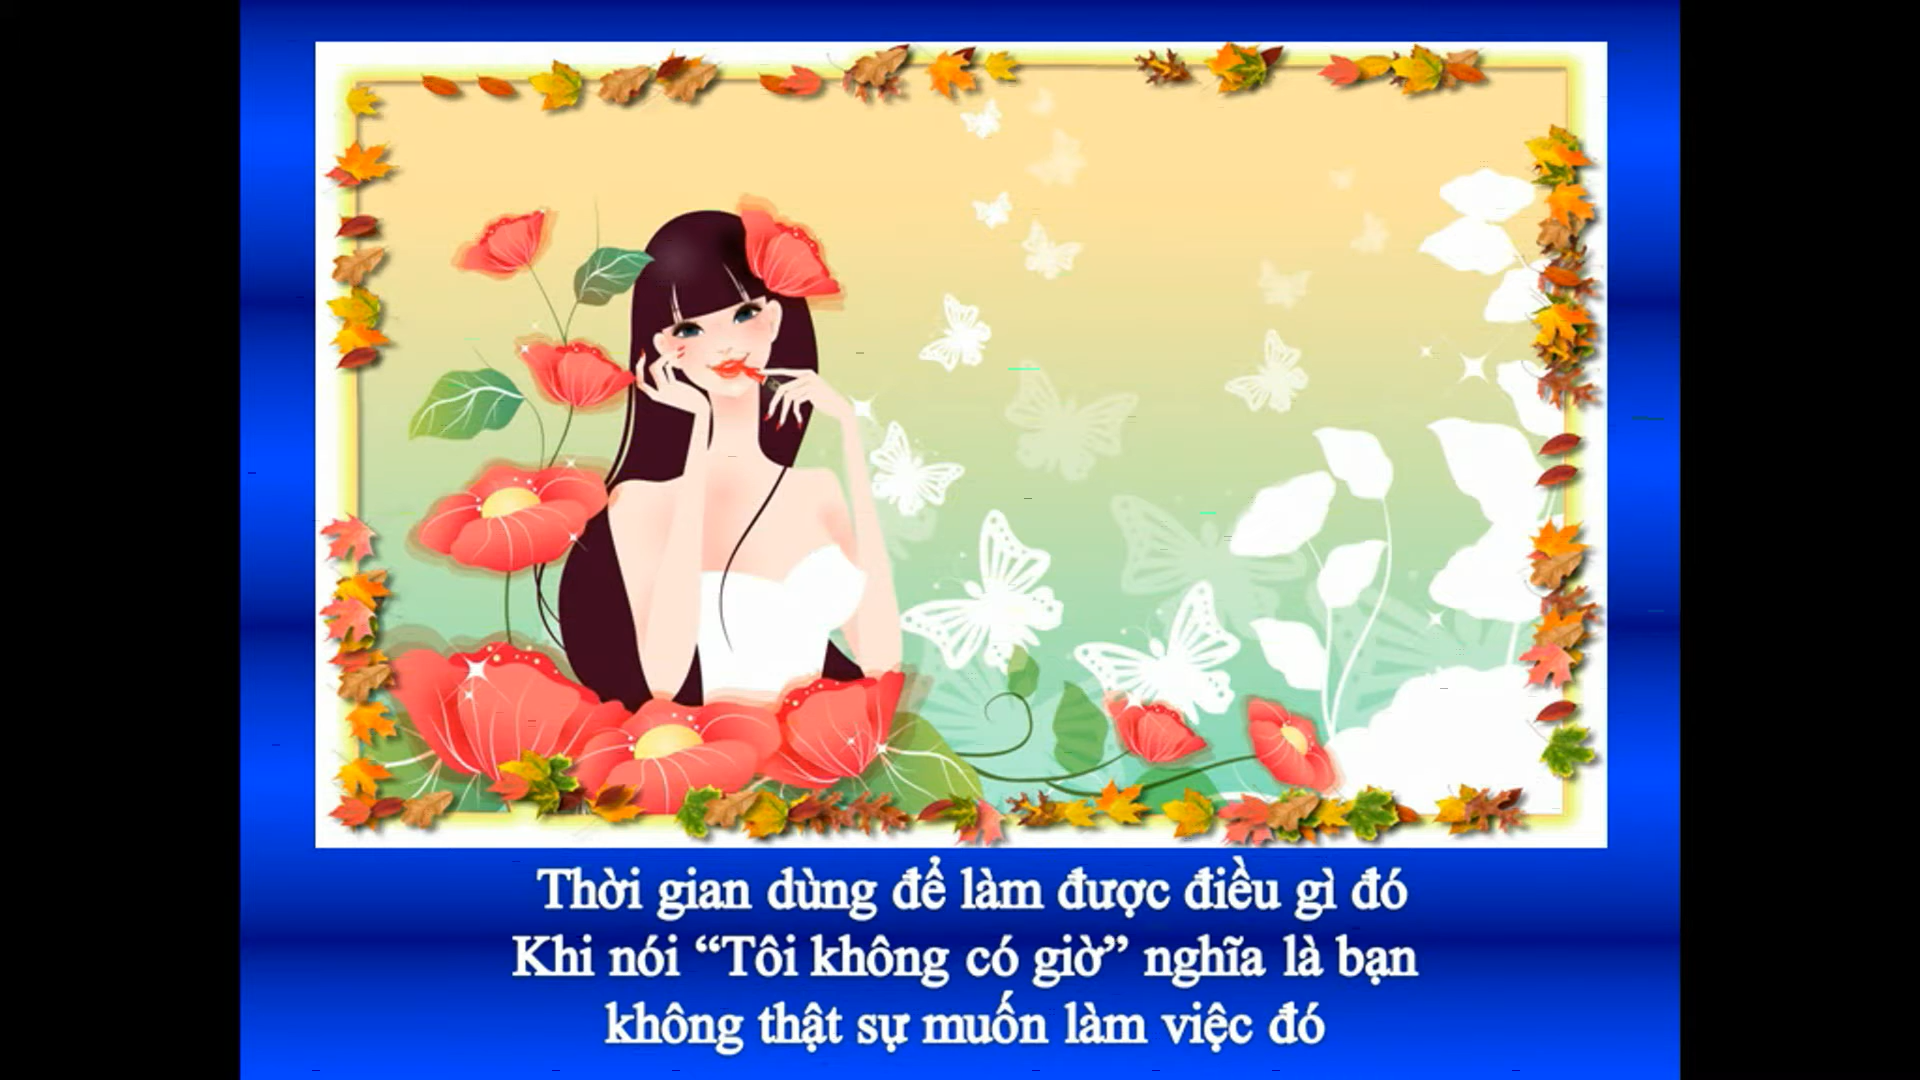 Thời gian dùng để làm được điều gì đó
Khi nói “Tôi không có giờ” nghĩa là bạn
không thật sự muốn làm việc đó